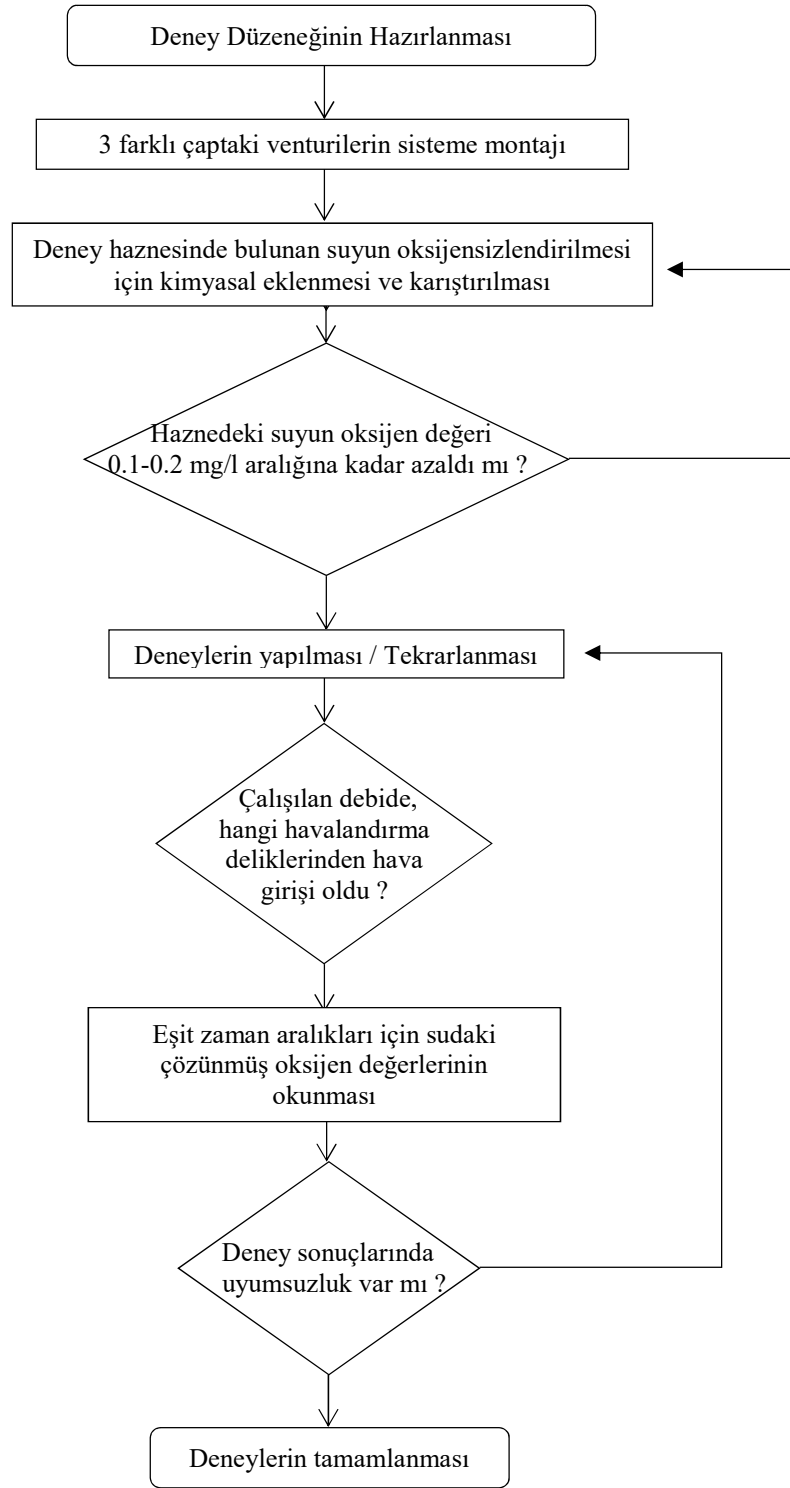 Deney Düzeneğinin Hazırlanması
3 farklı çaptaki venturilerin sisteme montajı
Deney haznesinde bulunan suyun oksijensizlendirilmesi
için kimyasal eklenmesi ve karıştırılması
Haznedeki suyun oksijen değeri
0.1-0.2 mg/l aralığına kadar azaldı mı ?
Deneylerin yapılması / Tekrarlanması
Çalışılan debide,
hangi havalandırma
deliklerinden hava
girişi oldu ?
Eşit zaman aralıkları için sudaki
çözünmüş oksijen değerlerinin
okunması
Deney sonuçlarında
uyumsuzluk var mı ?
Deneylerin tamamlanması